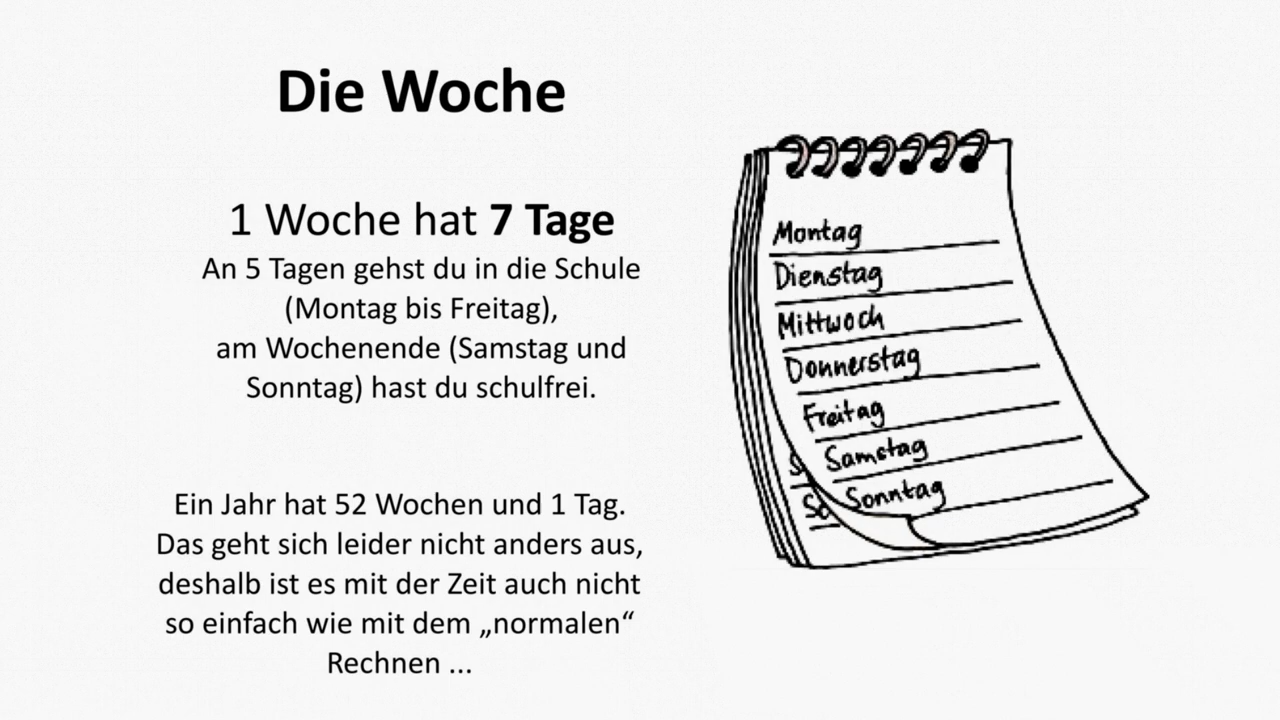 Die Woche
1 Woche hat 7 Tage
An 5 Tagen gehst du in die Schule
(Montag bis Freitag),
am Wochenende (Samstag und
Sonntag) hast du schulfrei.
Ein Jahr hat 52 Wochen und 1 Tag.
Das geht sich leider nicht anders aus,
deshalb ist es mit der Zeit auch nicht
so einfach wie mit dem „normalen“
Rechnen ...
Montag
Dienstag
Mittwoch
Donnerstag
Freitag
Samstag
Sonntag